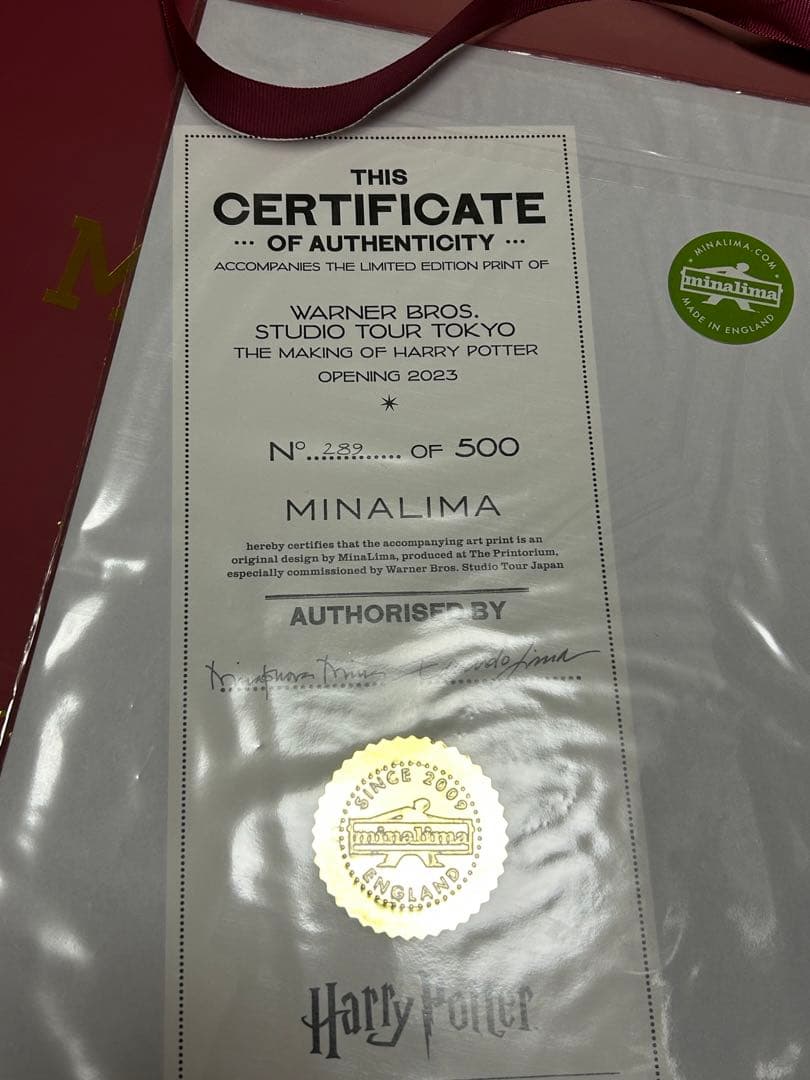 THIS
CERTIFICATE
··· OF AUTHENTICITY ···
ACCOMPANIES THE LIMITED EDITION PRINT OF
WARNER BROS.
STUDIO TOUR TOKYO
THE MAKING OF HARRY POTTER
OPENING 2023
Nº..289...... OF 500
MINALIMA
hereby certifies that the accompanying art print is an
original design by MinaLima, produced at The Printorium,
especially commissioned by Warner Bros. Studio Tour Japan
AUTHORISED BY
SINCE 2009
minalima
ENGLAND
Harry Potter
MINALIMA.COM
minalima
MADE IN ENGLAND
M